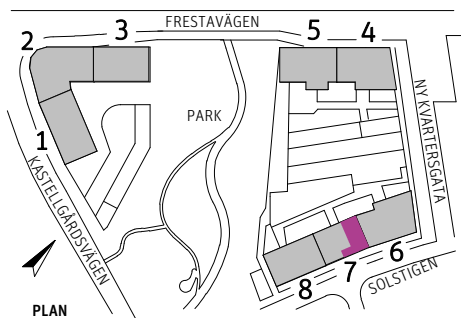 FRESTAVÄGEN
2
3
5
4
PARK
NY KVARTERSGATA
1
KASTELLGÅRDSVÄGEN
6
7
8
SOLSTIGEN
PLAN